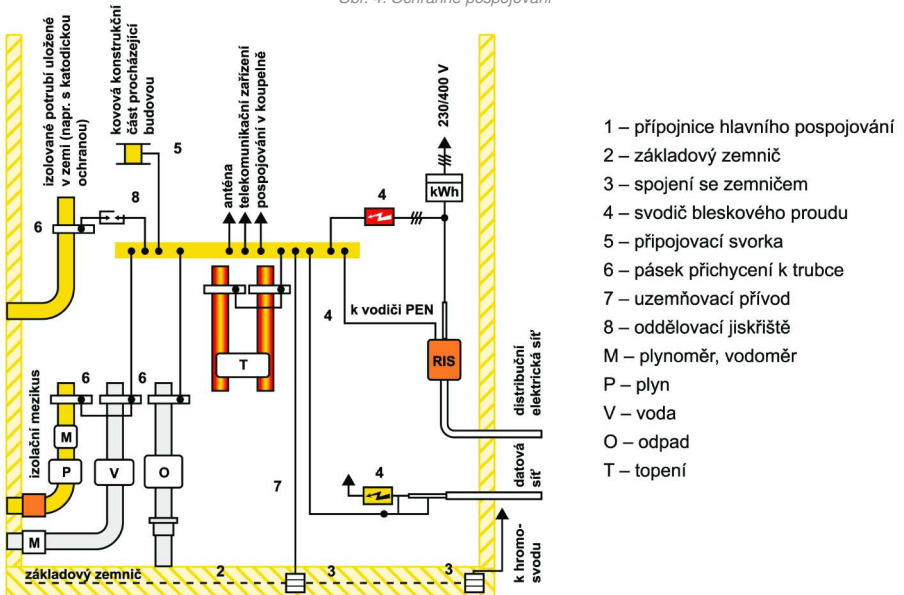 Obr. 4: Ochranné pospojování
izolované potrubí uložené
v zemi (např. s katodickou
ochranou)
kovová konstrukční
část procházející
budovou
5
8
6
anténa
telekomunikační zařízení
pospojování v koupelně
230/400 V
kWh
4
k vodiči PEN
4
RIS
T
distribuční
elektrická síť
izolační mezikus
6
6
M
P
V
O
M
7
4
datová
síť
k hromo-
svodu
základový zemnič
2
3
3
1 – přípojnice hlavního pospojování
2 – základový zemnič
3 – spojení se zemničem
4 – svodič bleskového proudu
5 – připojovací svorka
6 – pásek přichycení k trubce
7 – uzemňovací přívod
8 – oddělovací jiskřiště
M – plynoměr, vodoměr
P – plyn
V – voda
O – odpad
T – topení